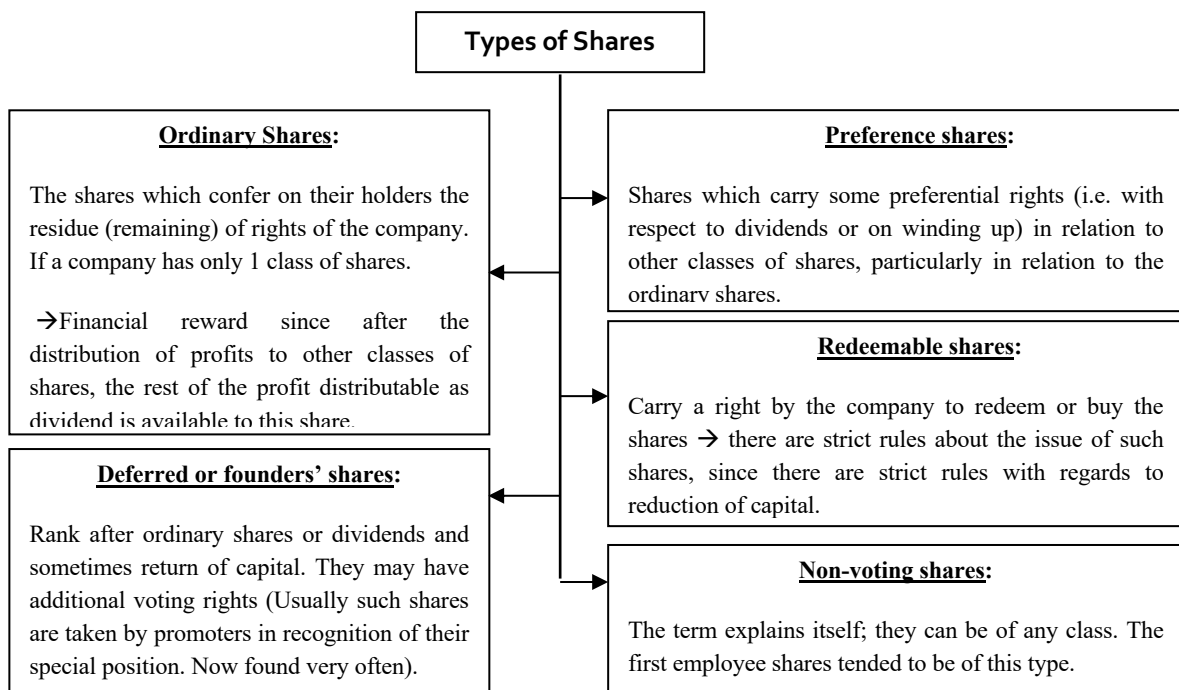 Types of Shares
Ordinary Shares:
The shares which confer on their holders the
residue (remaining) of rights of the company.
If a company has only 1 class of shares.
→Financial reward since after the
distribution of profits to other classes of
shares, the rest of the profit distributable as
dividend is available to this share.
Preference shares:
Shares which carry some preferential rights (i.e. with
respect to dividends or on winding up) in relation to
other classes of shares, particularly in relation to the
ordinary shares.
Redeemable shares:
Carry a right by the company to redeem or buy the
shares → there are strict rules about the issue of such
shares, since there are strict rules with regards to
reduction of capital.
Deferred or founders’ shares:
Rank after ordinary shares or dividends and
sometimes return of capital. They may have
additional voting rights (Usually such shares
are taken by promoters in recognition of their
special position. Now found very often).
Non-voting shares:
The term explains itself; they can be of any class. The
first employee shares tended to be of this type.